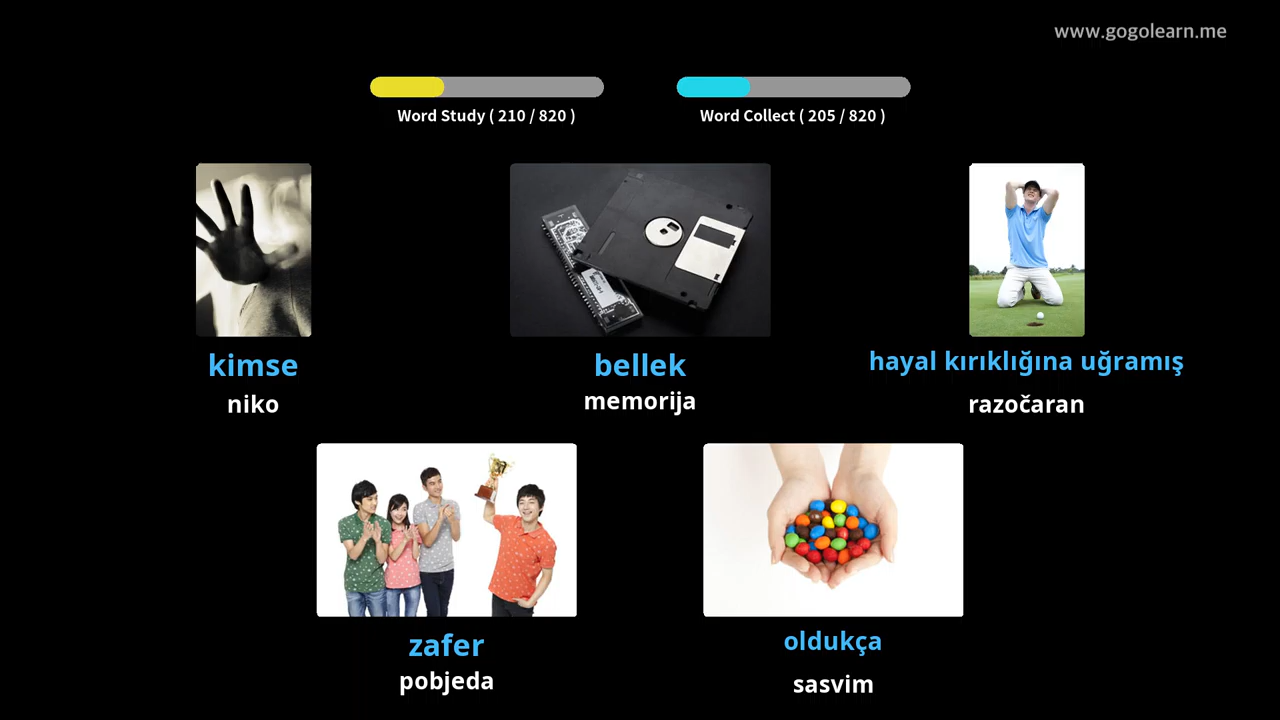 www.gogolearn.me
Word Study ( 210 / 820 )
Word Collect ( 205 / 820 )
kimse
niko
bellek
memorija
hayal kırıklığına uğramış
razočaran
zafer
pobjeda
oldukça
sasvim